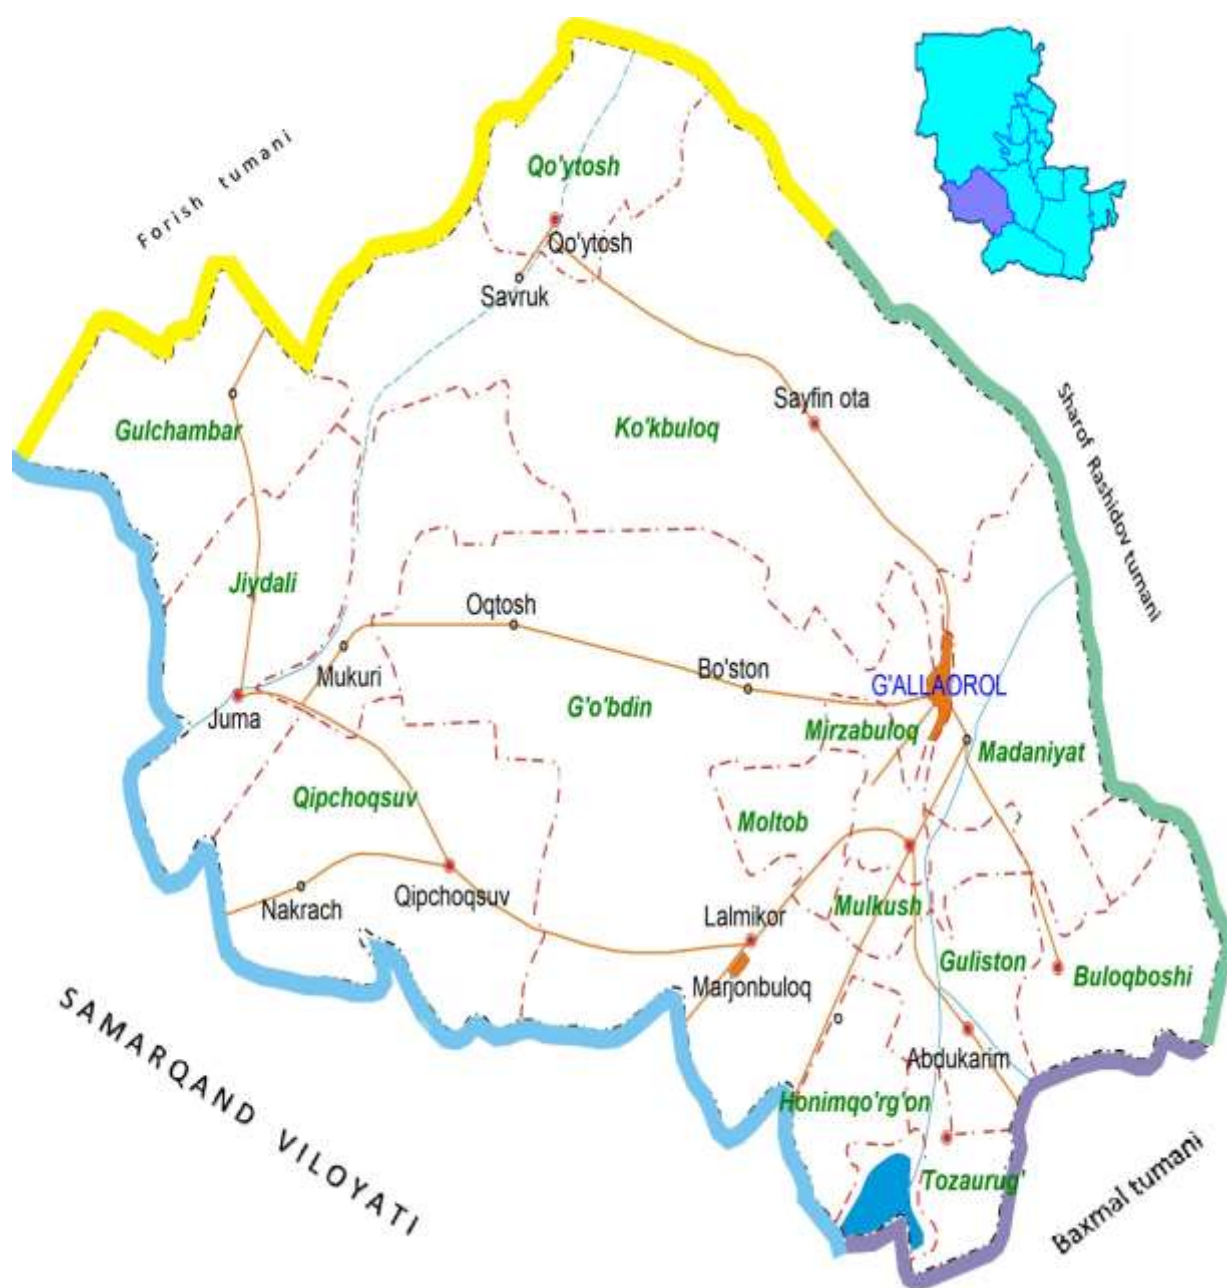 Qo'ytosh
Forish tumani
Qo'ytosh
Savruk
Sayfin ota
Gulchambar
Ko'kbuloq
Sharof Rashidov tumani
Jiydali
Oqtosh
Mukuri
Bo'ston
G'ALLAOROL
Juma
G'o'bdin
Mirzabuloq
Madaniyat
Qipchoqsuv
Moltob
Nakrach
Qipchoqsuv
Lalmikor
Mulkush
Marjonbuloq
Guliston
Buloqboshi
SAMARQAND VILOYATI
Abdukarim
Honimqo'rg'on
Tozaurug'
Baxmal tumani